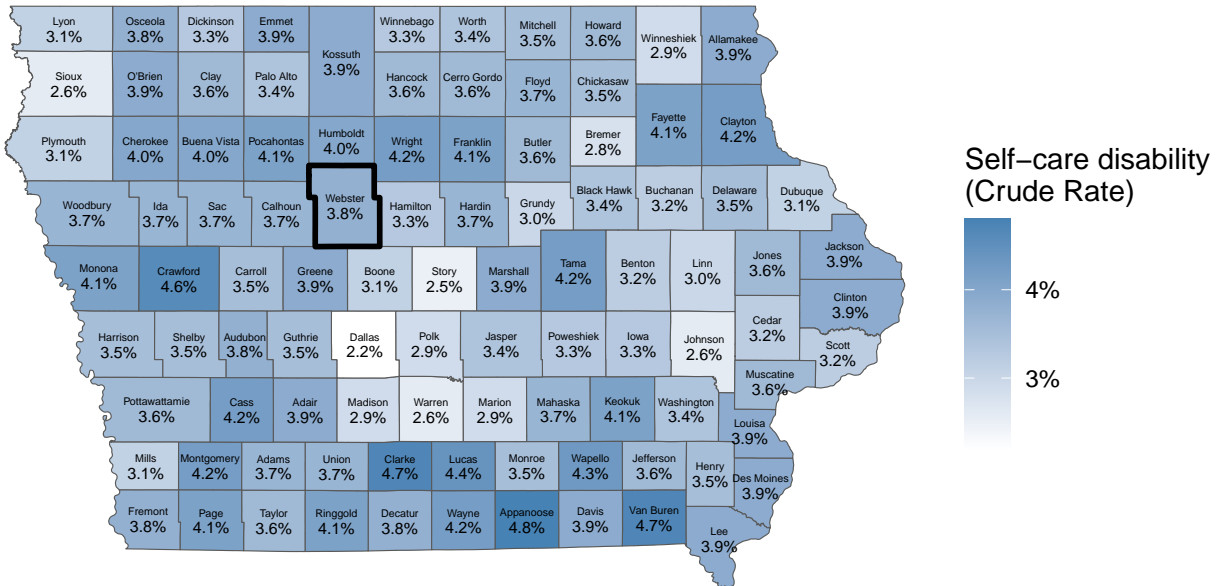 Lyon
3.1%
Osceola
3.8%
Dickinson
3.3%
Emmet
3.9%
Kossuth
3.9%
Winnebago
3.3%
Worth
3.4%
Mitchell
3.5%
Howard
3.6%
Winneshiek
2.9%
Allamakee
3.9%
Sioux
2.6%
O'Brien
3.9%
Clay
3.6%
Palo Alto
3.4%
Hancock
3.6%
Cerro Gordo
3.6%
Floyd
3.7%
Chickasaw
3.5%
Fayette
4.1%
Clayton
4.2%
Plymouth
3.1%
Cherokee
4.0%
Buena Vista
4.0%
Pocahontas
4.1%
Humboldt
4.0%
Wright
4.2%
Franklin
4.1%
Butler
3.6%
Bremer
2.8%
Woodbury
3.7%
Ida
3.7%
Sac
3.7%
Calhoun
3.7%
Webster
3.8%
Hamilton
3.3%
Hardin
3.7%
Grundy
3.0%
Black Hawk
3.4%
Buchanan
3.2%
Delaware
3.5%
Dubuque
3.1%
Monona
4.1%
Crawford
4.6%
Carroll
3.5%
Greene
3.9%
Boone
3.1%
Story
2.5%
Marshall
3.9%
Tama
4.2%
Benton
3.2%
Linn
3.0%
Jones
3.6%
Jackson
3.9%
Clinton
3.9%
Harrison
3.5%
Shelby
3.5%
Audubon
3.8%
Guthrie
3.5%
Dallas
2.2%
Polk
2.9%
Jasper
3.4%
Poweshiek
3.3%
Iowa
3.3%
Johnson
2.6%
Cedar
3.2%
Scott
3.2%
Muscatine
3.6%
Pottawattamie
3.6%
Cass
4.2%
Adair
3.9%
Madison
2.9%
Warren
2.6%
Marion
2.9%
Mahaska
3.7%
Keokuk
4.1%
Washington
3.4%
Louisa
3.9%
Mills
3.1%
Montgomery
4.2%
Adams
3.7%
Union
3.7%
Clarke
4.7%
Lucas
4.4%
Monroe
3.5%
Wapello
4.3%
Jefferson
3.6%
Henry
3.5%
Des Moines
3.9%
Fremont
3.8%
Page
4.1%
Taylor
3.6%
Ringgold
4.1%
Decatur
3.8%
Wayne
4.2%
Appanoose
4.8%
Davis
3.9%
Van Buren
4.7%
Lee
3.9%
Self−care disability
(Crude Rate)
4%
3%